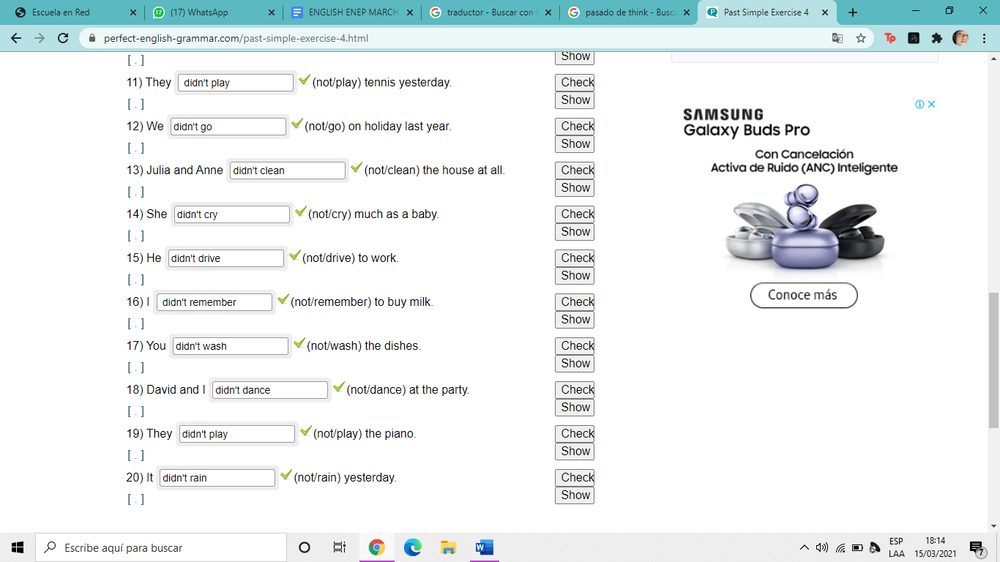 Escuela en Red
(17) WhatsApp
ENGLISH ENEP MARCH
traductor - Buscar con
pasado de think - Busca
Past Simple Exercise 4
perfect-english-grammar.com/past-simple-exercise-4.html
[ . ] Show
11) They didn't play (not/play) tennis yesterday. Check
[ . ] Show
12) We didn't go (not/go) on holiday last year. Check
[ . ] Show
13) Julia and Anne didn't clean (not/clean) the house at all. Check
[ . ] Show
14) She didn't cry (not/cry) much as a baby. Check
[ . ] Show
15) He didn't drive (not/drive) to work. Check
[ . ] Show
16) I didn't remember (not/remember) to buy milk. Check
[ . ] Show
17) You didn't wash (not/wash) the dishes. Check
[ . ] Show
18) David and I didn't dance (not/dance) at the party. Check
[ . ] Show
19) They didn't play (not/play) the piano. Check
[ . ] Show
20) It didn't rain (not/rain) yesterday. Check
[ . ] Show
SAMSUNG
Galaxy Buds Pro
Con Cancelación
Activa de Ruido (ANC) Inteligente
Conoce más
Escribe aquí para buscar
ESP
LAA
18:14
15/03/2021
7